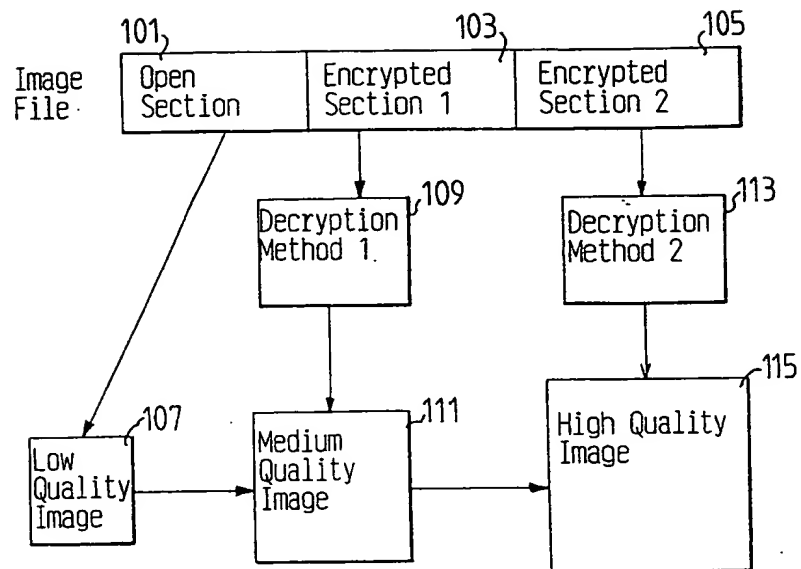 101
103
105
Image
File
Open
Section
Encrypted
Section 1
Encrypted
Section 2
109
113
Decryption
Method 1.
Decryption
Method 2
107
111
115
Low
Quality
Image
Medium
Quality
Image
High Quality
Image